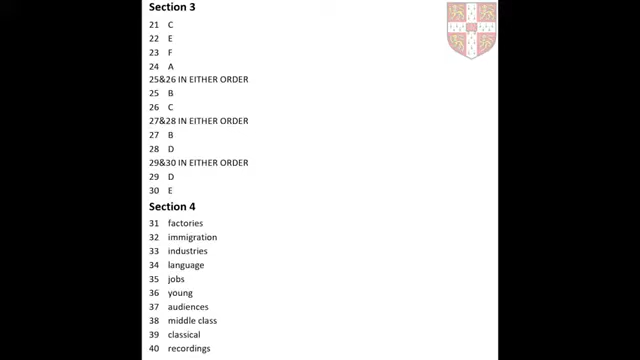 Section 3
21 C
22 E
23 F
24 A
25&26 IN EITHER ORDER
25 B
26 C
27&28 IN EITHER ORDER
27 B
28 D
29&30 IN EITHER ORDER
29 D
30 E
Section 4
31 factories
32 immigration
33 industries
34 language
35 jobs
36 young
37 audiences
38 middle class
39 classical
40 recordings